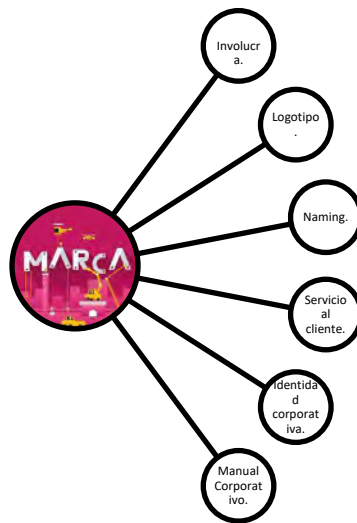 Involucr
a.
Logotipo
.
MARCA
Naming.
Servicio
al
cliente.
Identida
d
corporat
iva.
Manual
Corporat
ivo.